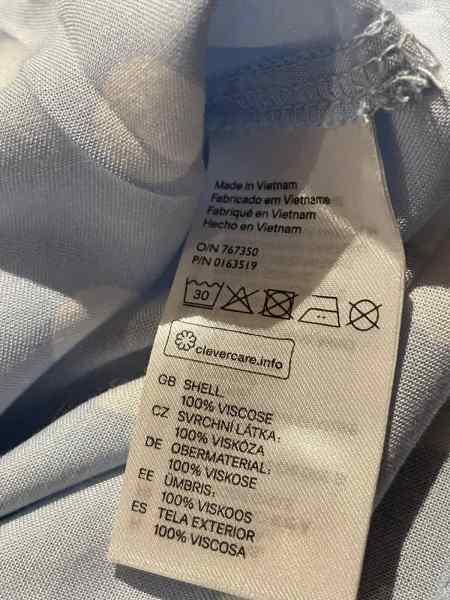 Made in Vietnam
Fabricado em Vietname
Fabriqué en Vietnam
Hecho en Vietnam
O/N 767350
P/N 0163519
30
clevercare.info
GB SHELL:
100% VISCOSE
CZ SVRCHNÍ LÁTKA:
100% VISKÓZA
DE OBERMATERIAL:
100% VISKOSE
EE ÜMBRIS:
100% VISKOOS
ES TELA EXTERIOR
100% VISCOSA